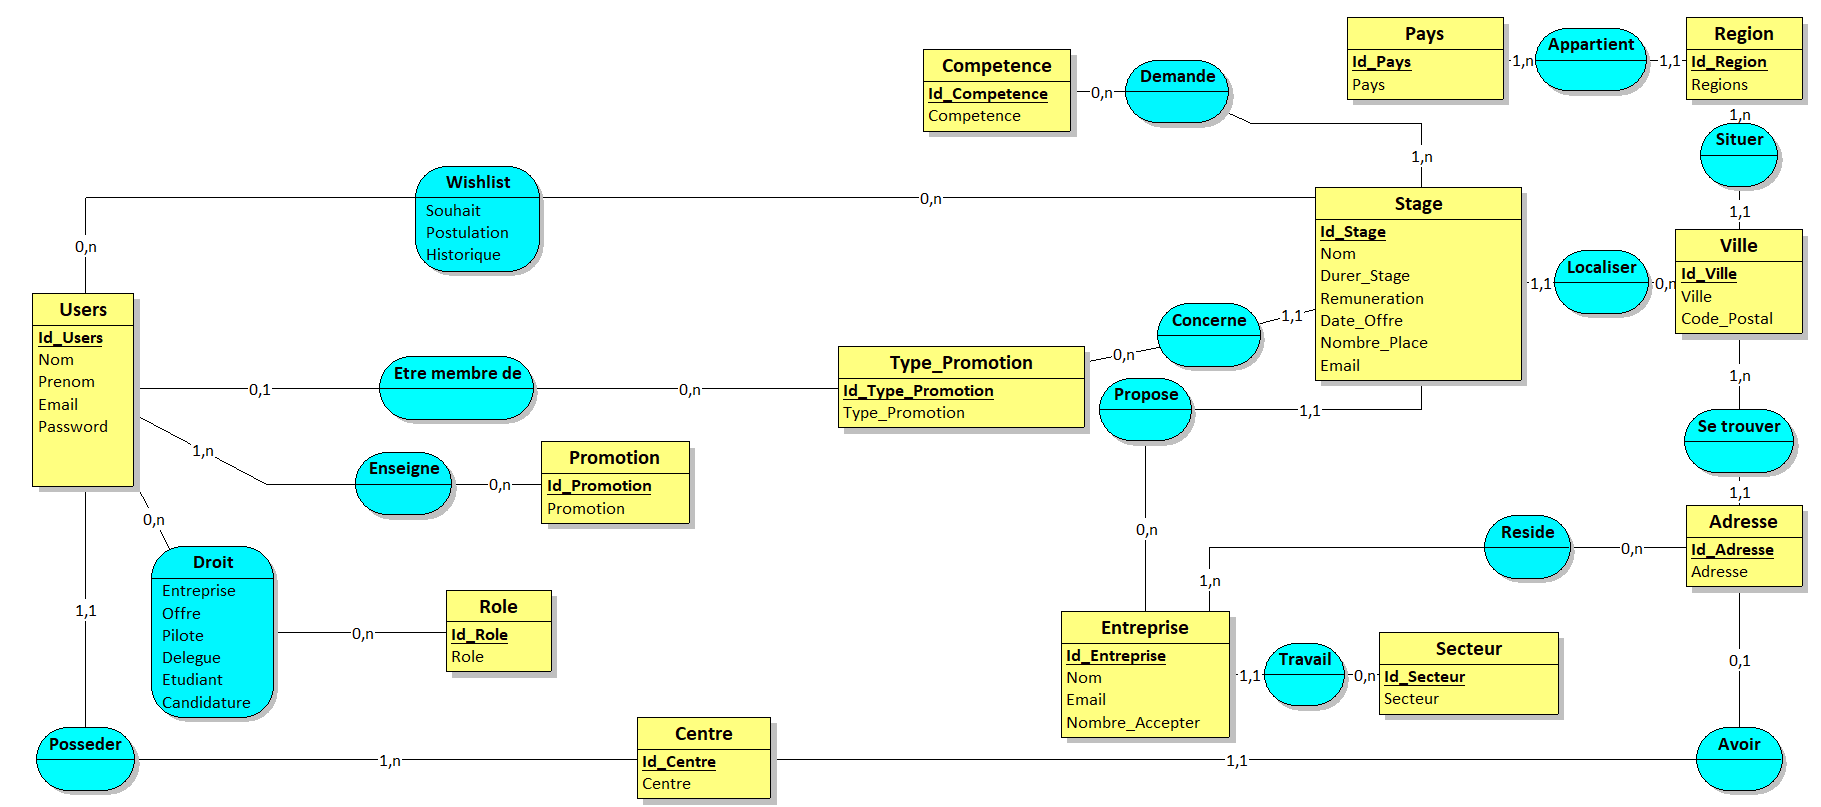 Pays
Id_Pays
Pays
1,n
Appartient
1,1
Region
Id_Region
Regions
Competence
Id_Competence
Competence
0,n
Demande
1,n
1,n
Situer
1,1
Wishlist
Souhait
Postulation
Historique
0,n
0,n
Stage
Id_Stage
Nom
Durer_Stage
Remuneration
Date_Offre
Nombre_Place
Email
1,1
Localiser
0,n
Ville
Id_Ville
Ville
Code_Postal
Users
Id_Users
Nom
Prenom
Email
Password
0,1
Etre membre de
0,n
Type_Promotion
Id_Type_Promotion
Type_Promotion
0,n
Concerne
1,1
Propose
1,1
0,n
1,n
Se trouver
1,1
1,n
Enseigne
0,n
Promotion
Id_Promotion
Promotion
0,n
Droit
Entreprise
Offre
Pilote
Delegue
Etudiant
Candidature
0,n
Role
Id_Role
Role
Adresse
Id_Adresse
Adresse
Reside
0,n
1,n
Entreprise
Id_Entreprise
Nom
Email
Nombre_Accepter
1,1
Travail
0,n
Secteur
Id_Secteur
Secteur
1,1
0,1
Posseder
1,n
Centre
Id_Centre
Centre
1,1
Avoir